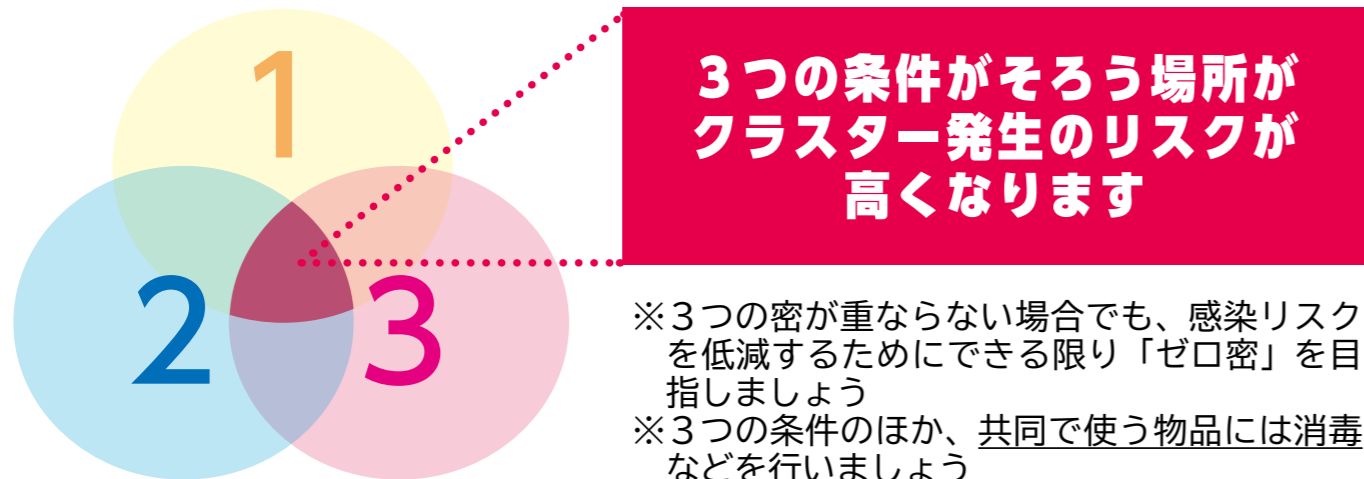 1
2
3
３つの条件がそろう場所が
クラスター発生のリスクが
高くなります
※３つの密が重ならない場合でも、感染リスク
を低減するためにできる限り「ゼロ密」を目
指しましょう
※３つの条件のほか、共同で使う物品には消毒
などを行いましょう